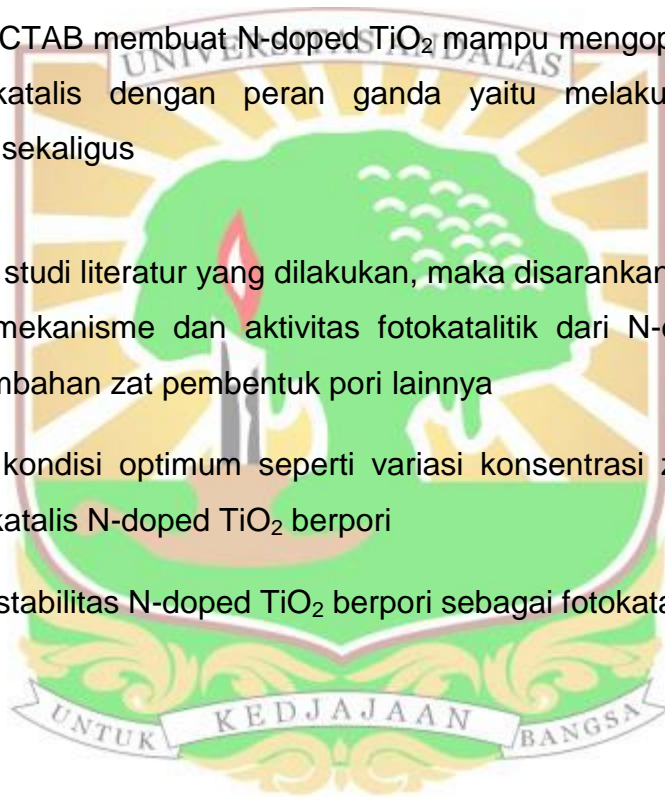 CTAB membuat N-doped TiO₂ mampu mengop
UNIVERSITAS ANDALAS
katalis dengan peran ganda yaitu melaku
sekaligus
studi literatur yang dilakukan, maka disarankan
mekanisme dan aktivitas fotokatalitik dari N-
mbahan zat pembentuk pori lainnya
kondisi optimum seperti variasi konsentrasi
katalis N-doped TiO₂ berpori
stabilitas N-doped TiO₂ berpori sebagai fotokata
UNTUK KEDJAJAAN BANGSA